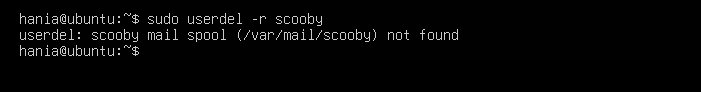 hania@ubuntu:~$ sudo userdel -r scooby
userdel: scooby mail spool (/var/mail/scooby) not found
hania@ubuntu:~$